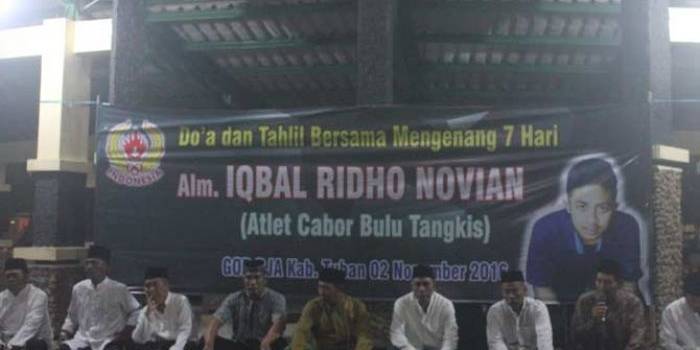 Do'a dan Tahlil Bersama Mengenang 7 Hari
Alm. IQBAL RIDHO NOVIAN
(Atlet Cabor Bulu Tangkis)
Kab. Tuban 02 November 2016
INDONESIA